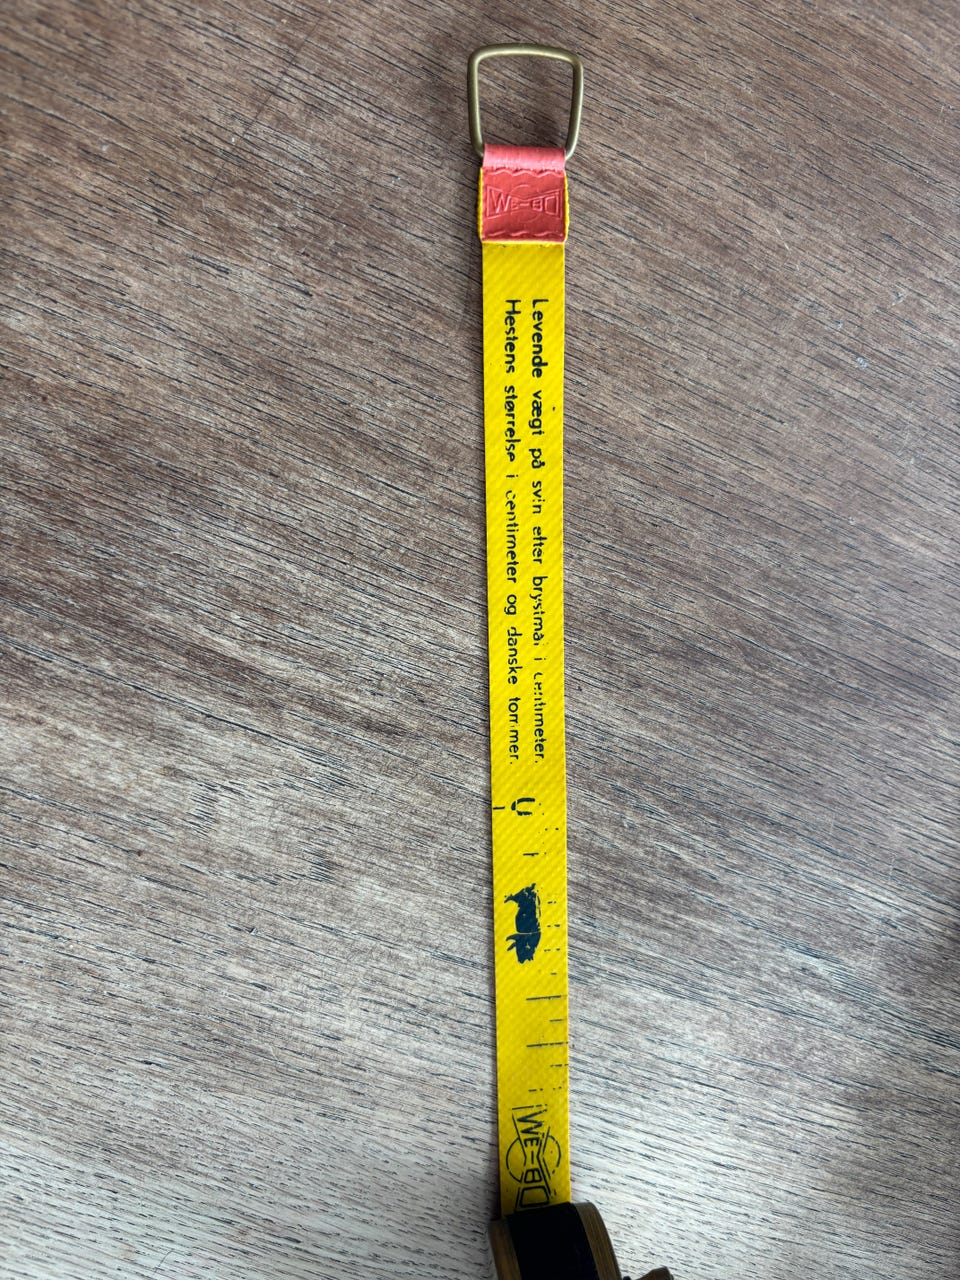 WE-BO
Levende vægt på svin efter brystmål i centimeter.
Hestens størrelse i centimeter og danske tommer.
WE-BO